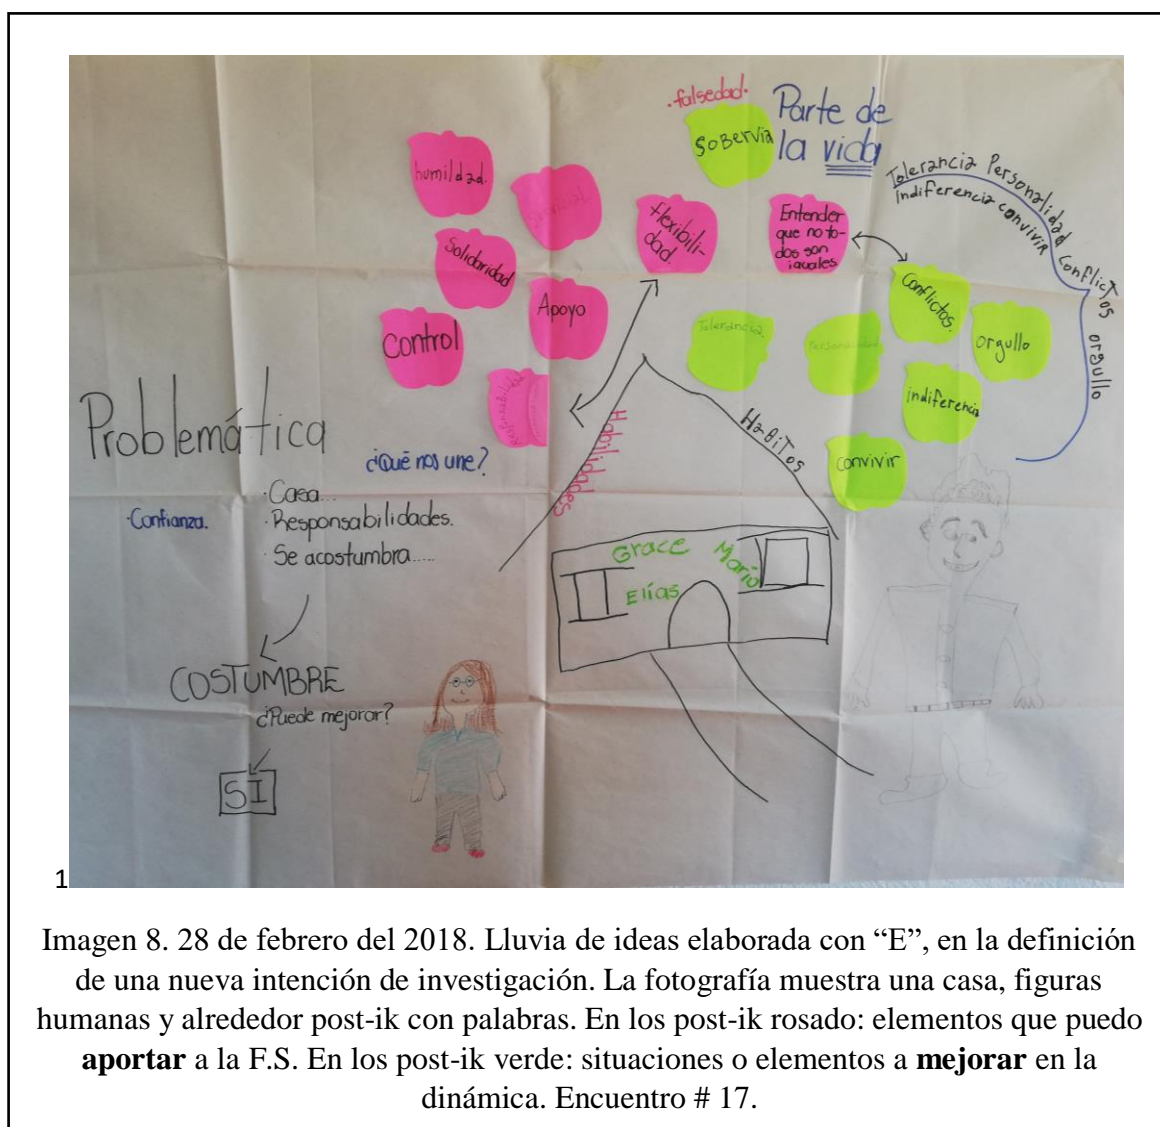 ·falsedad.
SoBervia
Parte de
la vida
humildad.
flexibili-
dad.
Entender
que no to-
dos son
iguales.
Tolerancia Personalidad Conflictos orgullo
Indiferencia convivir
Solidaridad
Apoyo
Control
Tolerancia
Personalidad
Conflictos.
orgullo
indiferencia
convivir
Problemática
¿Qué nos une?
·Casa...
·Confianza.
·Responsabilidades.
·Se acostumbra.....
Habilidades
HaBiTos
Grace
Mario
Elías
COSTUMBRE
¿Puede mejorar?
SI
1
Imagen 8. 28 de febrero del 2018. Lluvia de ideas elaborada con “E”, en la definición
de una nueva intención de investigación. La fotografía muestra una casa, figuras
humanas y alrededor post-ik con palabras. En los post-ik rosado: elementos que puedo
aportar a la F.S. En los post-ik verde: situaciones o elementos a mejorar en la
dinámica. Encuentro # 17.